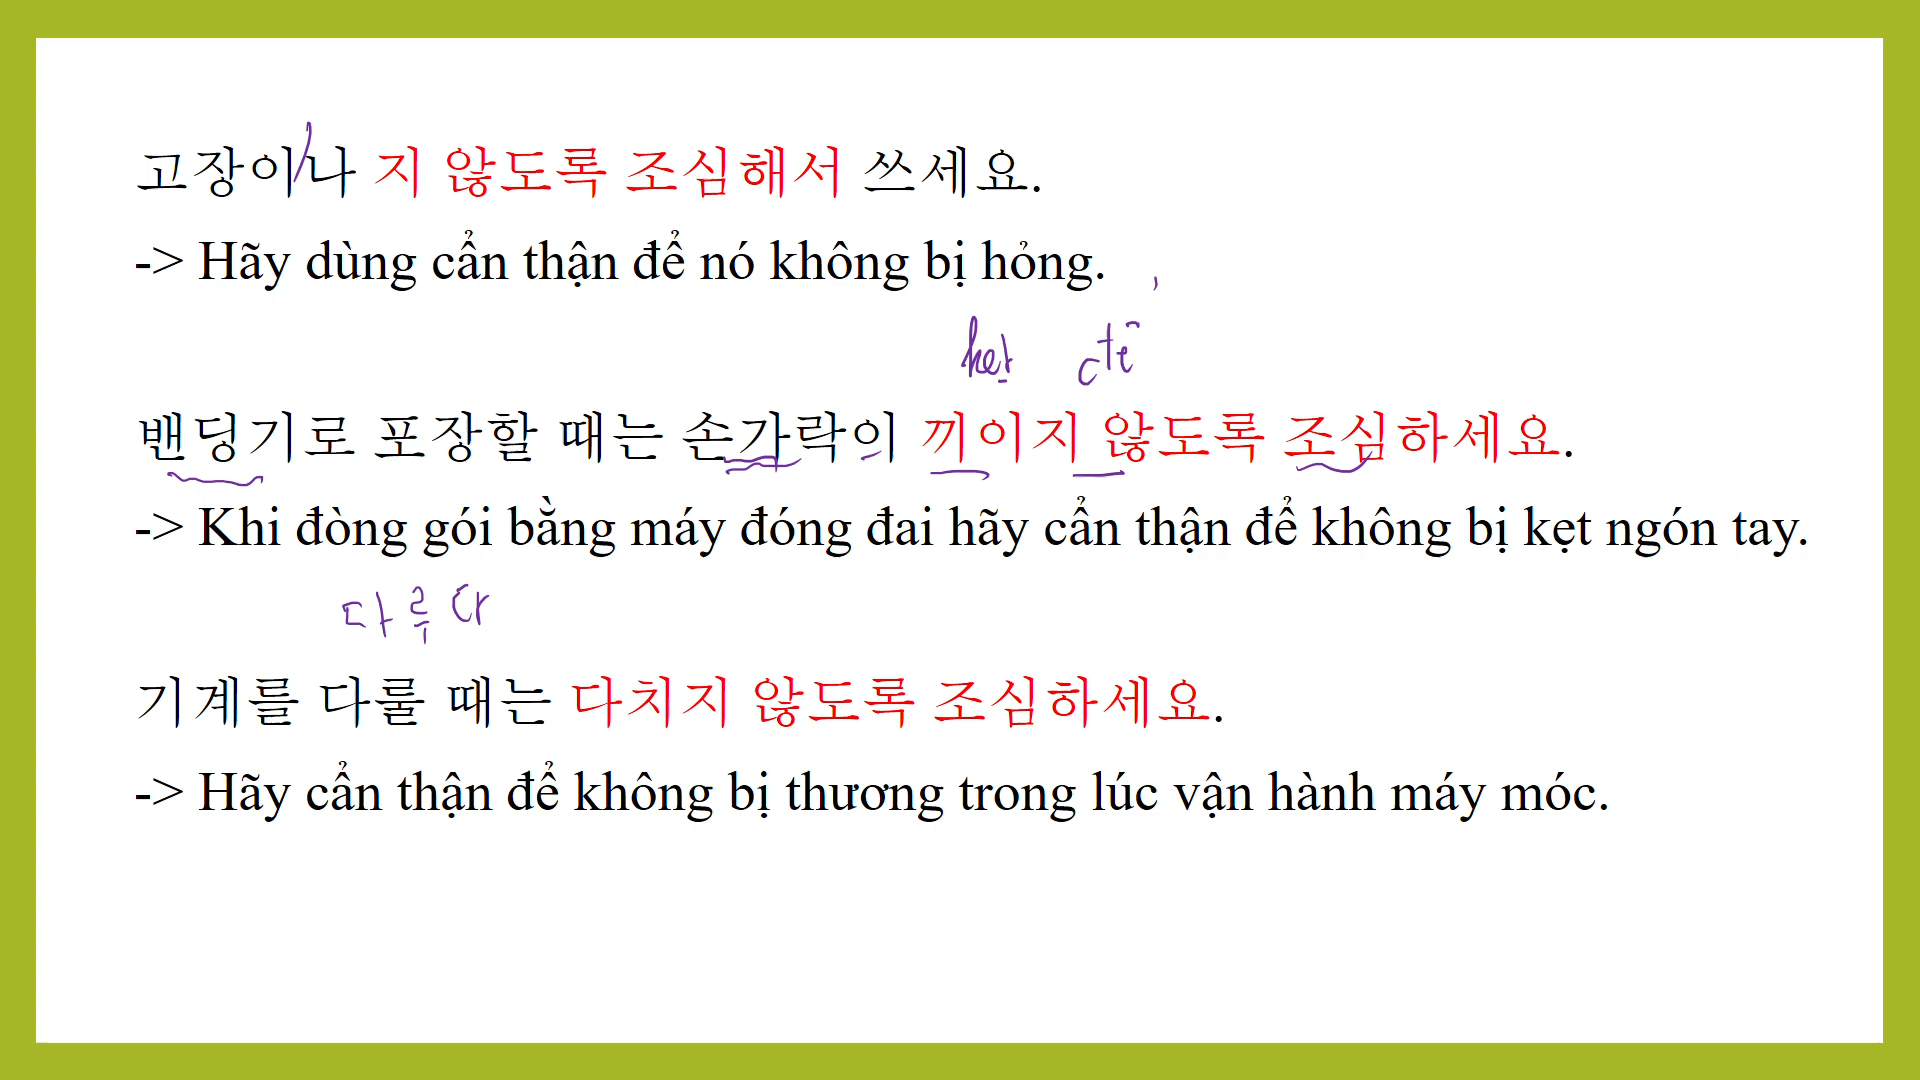 고장이나 지 않도록 조심해서 쓰세요.
-> Hãy dùng cẩn thận để nó không bị hỏng.
kẹt
밴딩기로 포장할 때는 손가락이 끼이지 않도록 조심하세요.
-> Khi đòng gói bằng máy đóng đai hãy cẩn thận để không bị kẹt ngón tay.
다루다
기계를 다룰 때는 다치지 않도록 조심하세요.
-> Hãy cẩn thận để không bị thương trong lúc vận hành máy móc.